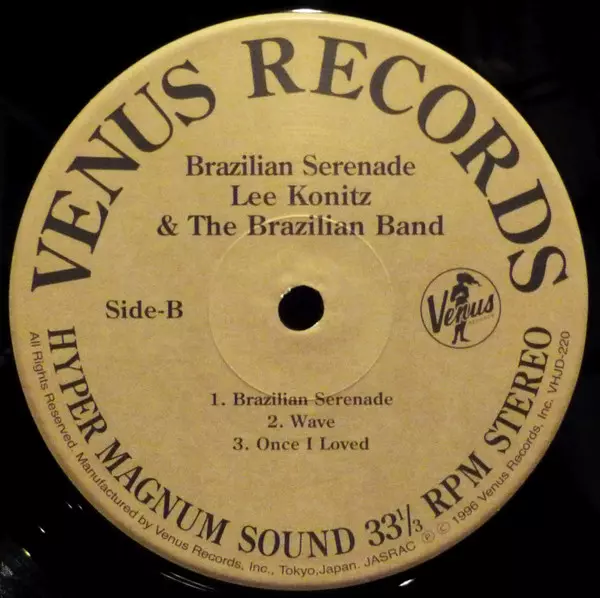 VENUS RECORDS
Brazilian Serenade
Lee Konitz
& The Brazilian Band
Side-B
Venus
RECORDS
1. Brazilian Serenade
2. Wave
3. Once I Loved
HYPER MAGNUM SOUND 33⅓ RPM STEREO
All Rights Reserved. Manufactured by Venus Records, Inc., Tokyo,Japan. JASRAC Ⓟ © 1996 Venus Records, Inc. VHJD-220